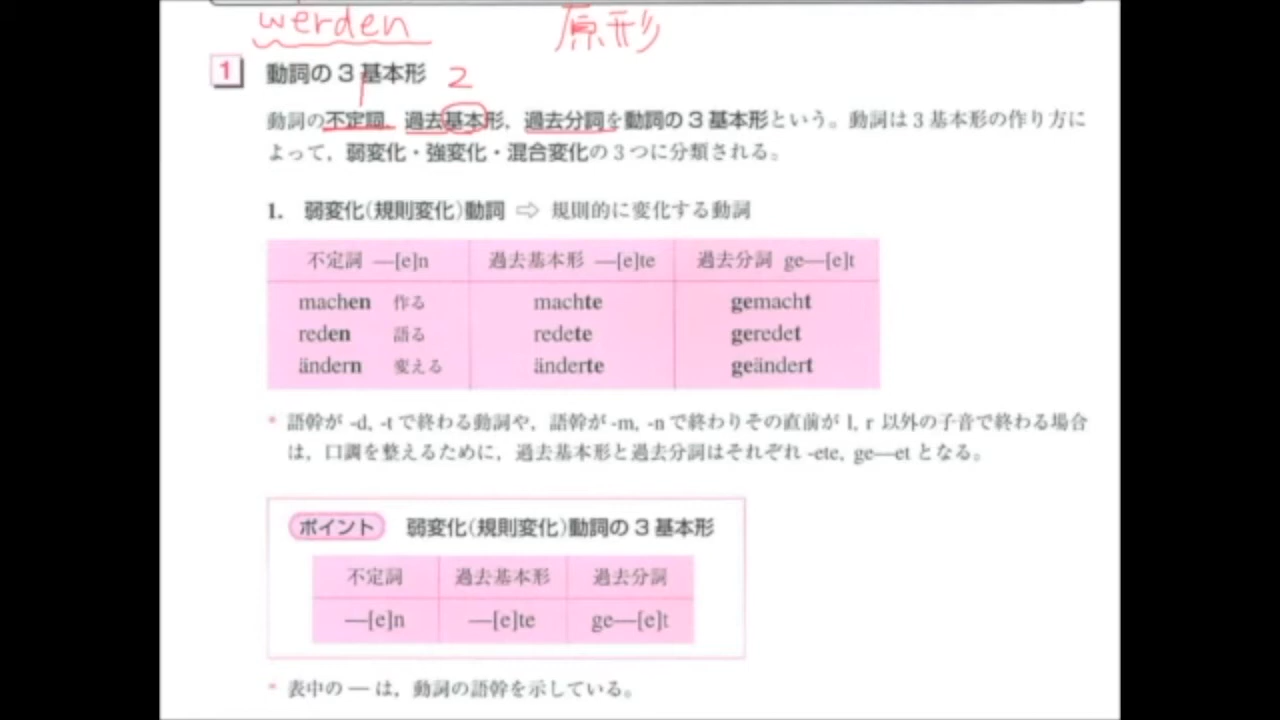 werden 原形
1 動詞の3基本形
1 2
動詞の不定詞, 過去基本形, 過去分詞を動詞の3基本形という。動詞は3基本形の作り方に
よって, 弱変化・強変化・混合変化の3つに分類される。
1. 弱変化(規則変化)動詞 ⇨ 規則的に変化する動詞
不定詞 —[e]n 過去基本形 —[e]te 過去分詞 ge—[e]t
machen 作る machte gemacht
reden 語る redete geredet
ändern 変える änderte geändert
* 語幹が -d, -t で終わる動詞や, 語幹が -m, -n で終わりその直前が l, r 以外の子音で終わる場合
は, 口調を整えるために, 過去基本形と過去分詞はそれぞれ -ete, ge—et となる。
ポイント 弱変化(規則変化)動詞の3基本形
不定詞 過去基本形 過去分詞
—[e]n —[e]te ge—[e]t
* 表中の — は, 動詞の語幹を示している。